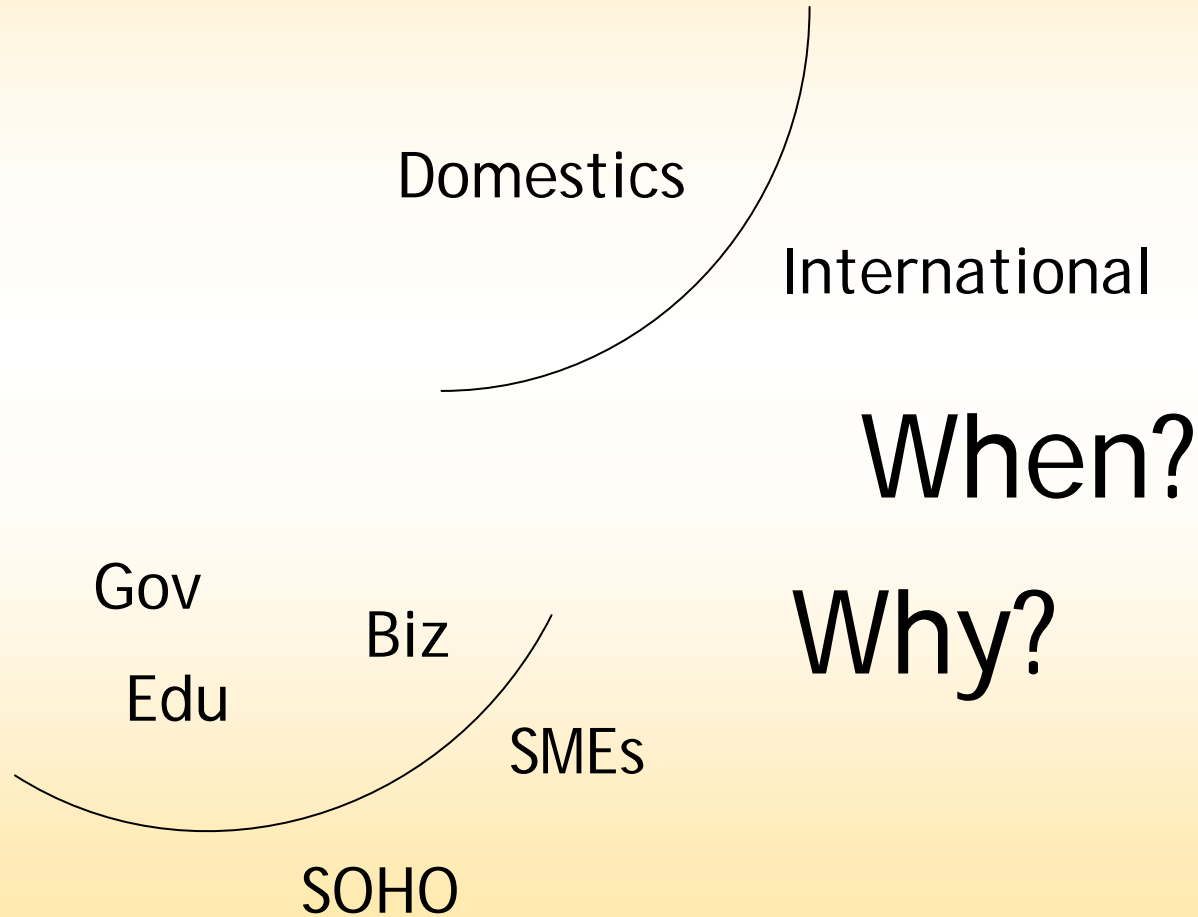 Domestics
International
When?
Gov
Biz
Why?
Edu
SMEs
SOHO